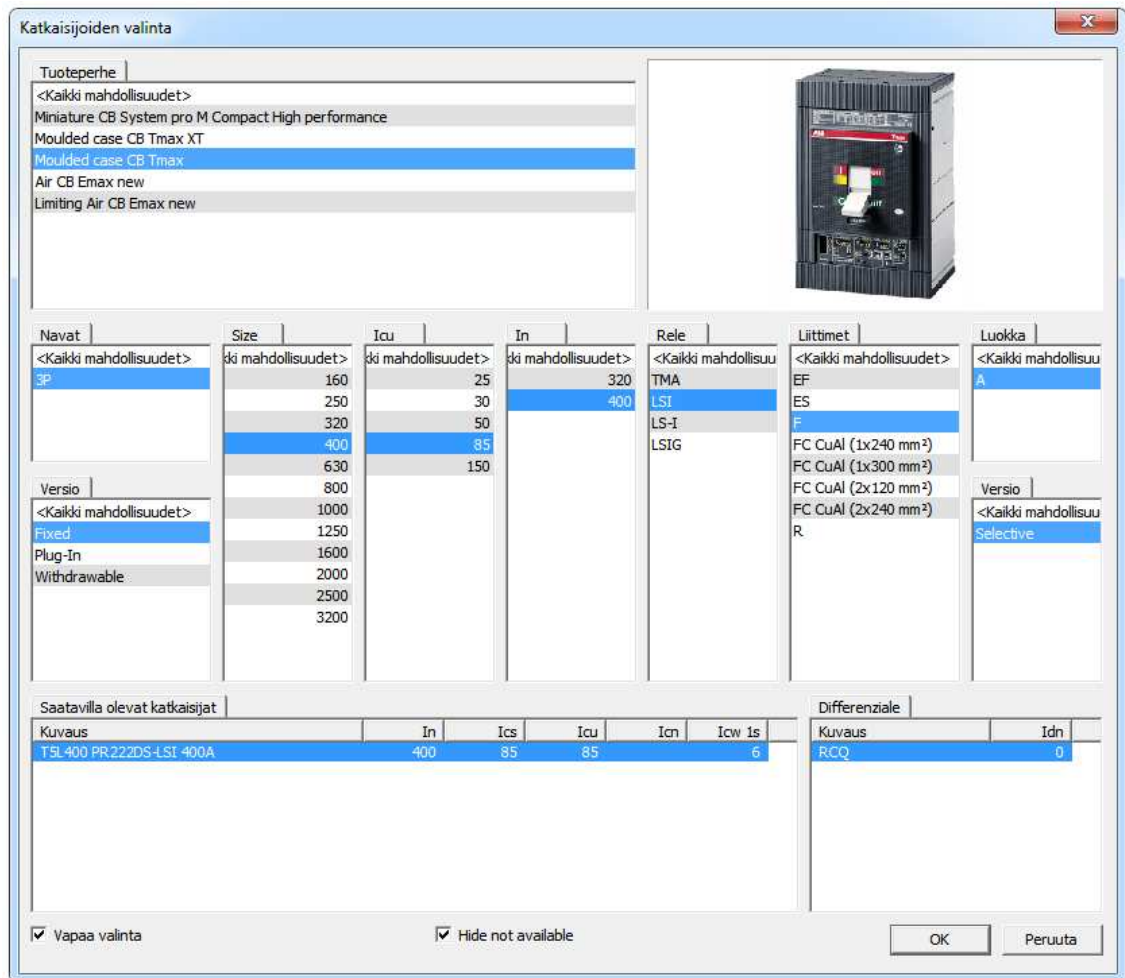 Katkaisijoiden valinta
Tuoteperhe
<Kaikki mahdollisuudet>
Miniature CB System pro M Compact High performance
Moulded case CB Tmax XT
Moulded case CB Tmax
Air CB Emax new
Limiting Air CB Emax new
ABB
Tmax
Navat
<Kaikki mahdollisuudet>
3P
Versio
<Kaikki mahdollisuudet>
Fixed
Plug-In
Withdrawable
Size
kki mahdollisuudet>
160
250
320
400
630
800
1000
1250
1600
2000
2500
3200
Icu
kki mahdollisuudet>
25
30
50
85
150
In
kki mahdollisuudet>
320
400
Rele
<Kaikki mahdollisuu
TMA
LSI
LS-I
LSIG
Liittimet
<Kaikki mahdollisuudet>
EF
ES
F
FC CuAl (1x240 mm²)
FC CuAl (1x300 mm²)
FC CuAl (2x120 mm²)
FC CuAl (2x240 mm²)
R
Luokka
<Kaikki mahdollisuu
A
Versio
<Kaikki mahdollisuu
Selective
Saatavilla olevat katkaisijat
Kuvaus In Ics Icu Icn Icw 1s
T5L400 PR222DS-LSI 400A 400 85 85 6
Differenziale
Kuvaus Idn
RCQ 0
Vapaa valinta
Hide not available
OK
Peruuta